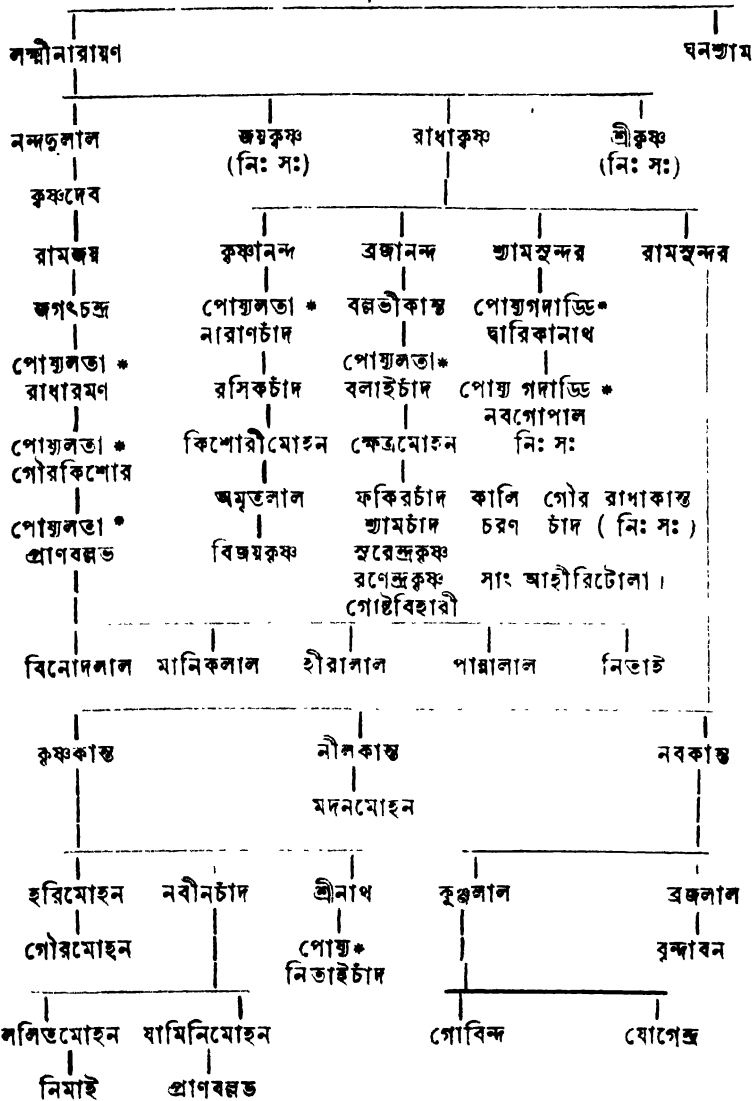 লক্ষ্মীনারায়ণ ঘনশ্যাম
নন্দদুলাল জয়কৃষ্ণ রাধাকৃষ্ণ শ্রীকৃষ্ণ
(নিঃ সঃ) (নিঃ সঃ)
কৃষ্ণদেব
রামজয় কৃষ্ণানন্দ ব্রজানন্দ শ্যামসুন্দর রামসুন্দর
জগৎচন্দ্র পোষ্যলতা * বল্লভীকান্ত পোষ্যগদাড্ডি*
নারাণচাঁদ দ্বারিকানাথ
পোষ্যলতা * পোষ্যলতা*
রাধারমণ রসিকচাঁদ বলাইচাঁদ পোষ্য গদাড্ডি *
নবগোপাল
পোষ্যলতা * কিশোরীমোহন ক্ষেত্রমোহন নিঃ সঃ
গৌরকিশোর
অমৃতলাল ফকিরচাঁদ কালি গৌর রাধাকান্ত
পোষ্যলতা * শ্যামচাঁদ চরণ চাঁদ ( নিঃ সঃ )
প্রাণবল্লভ বিজয়কৃষ্ণ সুরেন্দ্রকৃষ্ণ
রণেন্দ্রকৃষ্ণ সাং আহীরিটোলা।
গোষ্টবিহারী
বিনোদলাল মানিকলাল হীরালাল পান্নালাল নিতাই
কৃষ্ণকান্ত নীলকান্ত নবকান্ত
মদনমোহন
হরিমোহন নবীনচাঁদ শ্রীনাথ কুঞ্জলাল ব্রজলাল
গৌরমোহন পোষ্য* বৃন্দাবন
নিতাইচাঁদ
ললিতমোহন যামিনিমোহন গোবিন্দ যোগেন্দ্র
নিমাই প্রাণবল্লভ